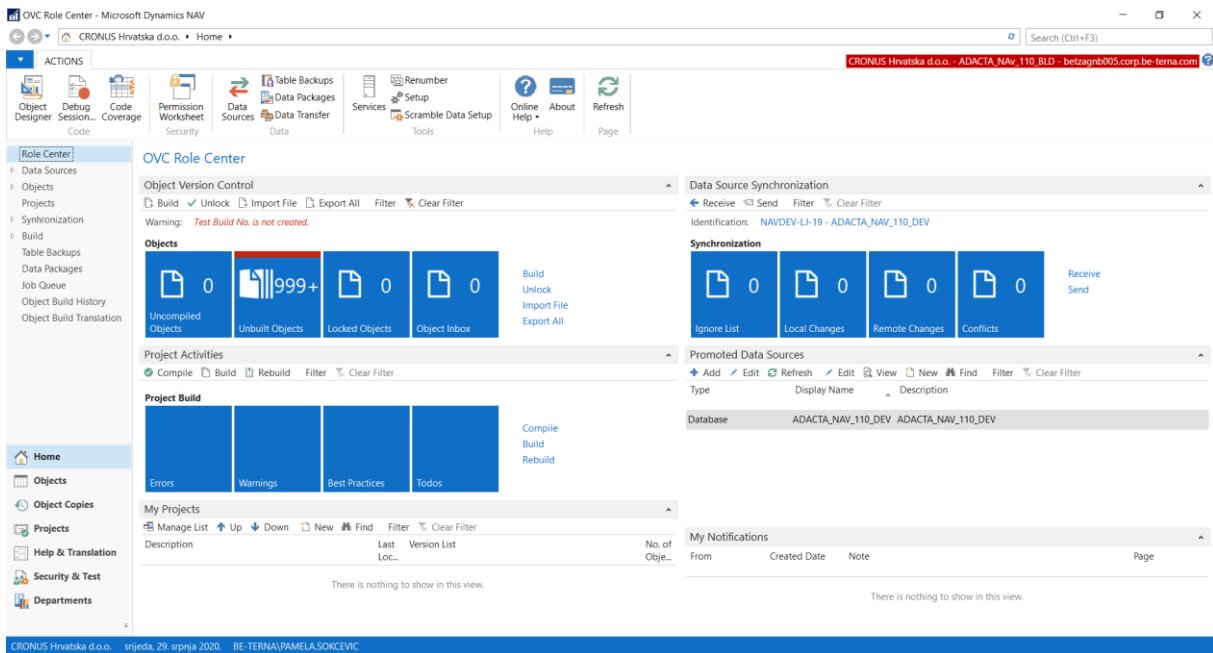 OVC Role Center - Microsoft Dynamics NAV
CRONUS Hrvatska d.o.o. Home
Search (Ctrl+F3)
ACTIONS
CRONUS Hrvatska d.o.o. - ADACTA_NAv_110_BLD - betzagnb005.corp.be-terna.com
Object Designer
Debug Session...
Code Coverage
Code
Permission Worksheet
Security
Data Sources
Table Backups
Data Packages
Data Transfer
Data
Services
Renumber
Setup
Scramble Data Setup
Tools
Online Help
About
Help
Refresh
Page
Role Center
Data Sources
Objects
Projects
Synhronization
Build
Table Backups
Data Packages
Job Queue
Object Build History
Object Build Translation
Home
Objects
Object Copies
Projects
Help & Translation
Security & Test
Departments
OVC Role Center
Object Version Control
Build Unlock Import File Export All Filter Clear Filter
Warning: Test Build No. is not created.
Objects
0 999+ 0 0
Uncompiled Objects
Unbuilt Objects
Locked Objects
Object Inbox
Build
Unlock
Import File
Export All
Project Activities
Compile Build Rebuild Filter Clear Filter
Project Build
Errors Warnings Best Practices Todos
Compile
Build
Rebuild
My Projects
Manage List Up Down New Find Filter Clear Filter
Description Last Loc... Version List No. of Obje...
There is nothing to show in this view.
Data Source Synchronization
Receive Send Filter Clear Filter
Identification: NAVDEV-LJ-19 - ADACTA_NAV_110_DEV
Synchronization
0 0 0 0
Ignore List Local Changes Remote Changes Conflicts
Receive
Send
Promoted Data Sources
Add Edit Refresh Edit View New Find Filter Clear Filter
Type Display Name Description
Database ADACTA_NAV_110_DEV ADACTA_NAV_110_DEV
My Notifications
From Created Date Note Page
There is nothing to show in this view.
CRONUS Hrvatska d.o.o. srijeda, 29. srpnja 2020. BE-TERNA\PAMELA.SOKCEVIC